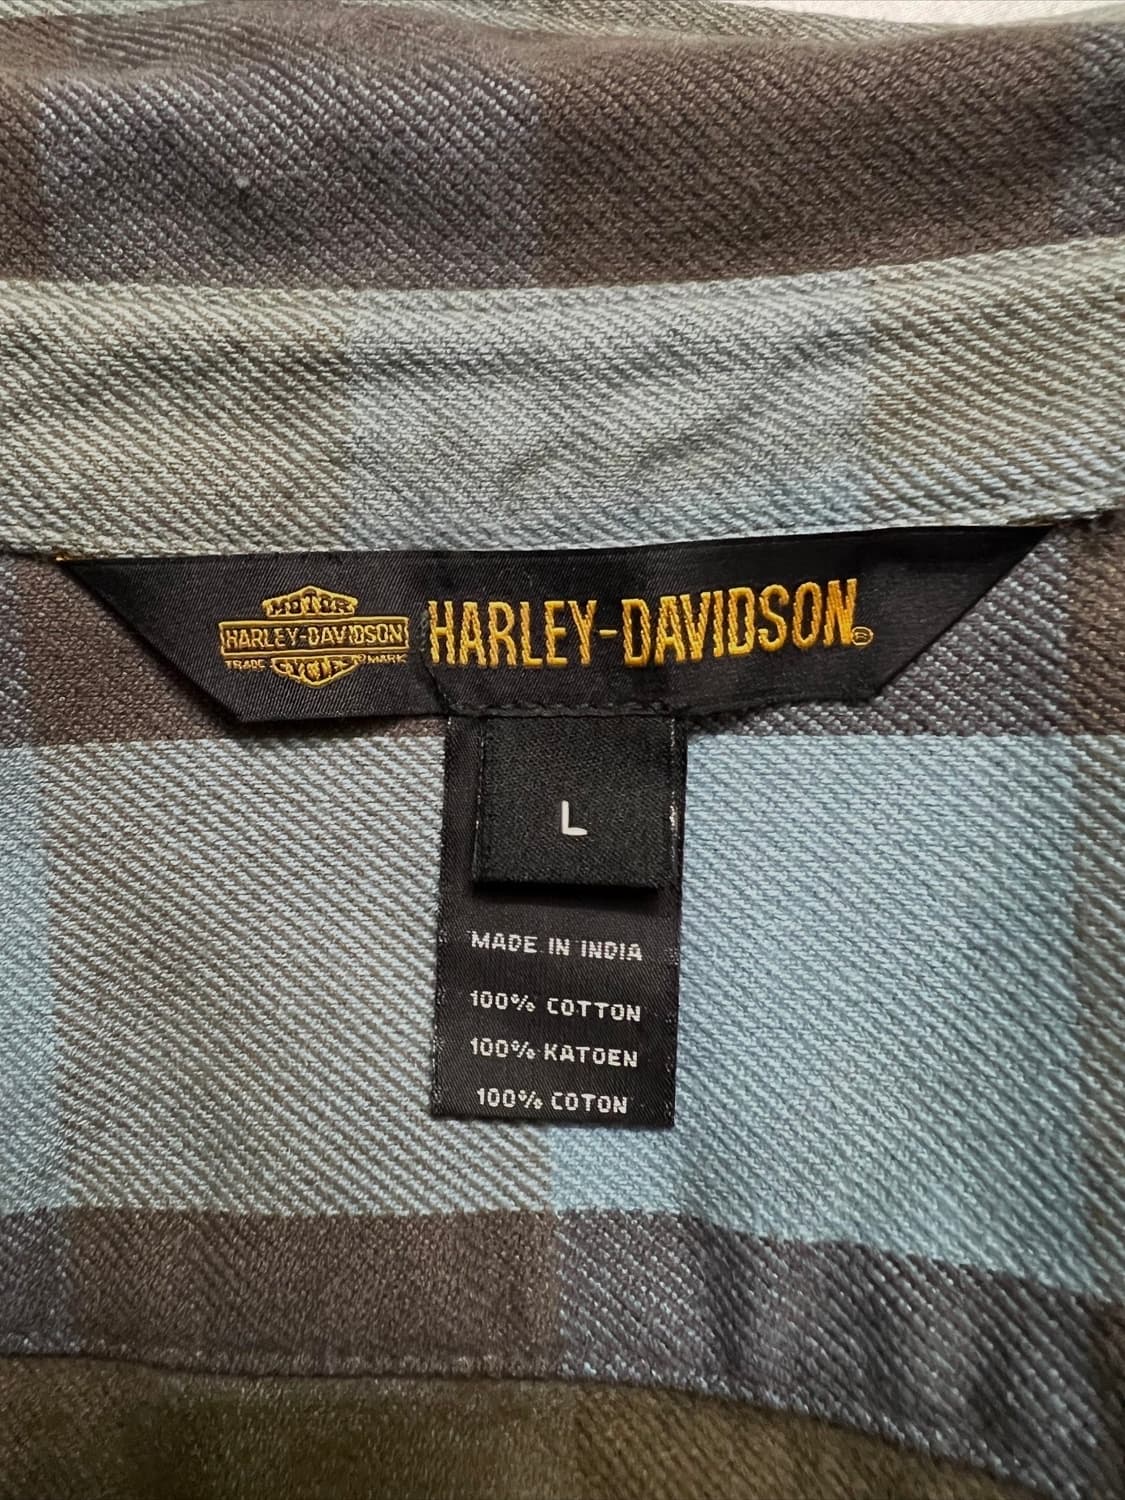 MOTOR
HARLEY-DAVIDSON
TRADE CYCLES MARK
HARLEY-DAVIDSON®
L
MADE IN INDIA
100% COTTON
100% KATOEN
100% COTON